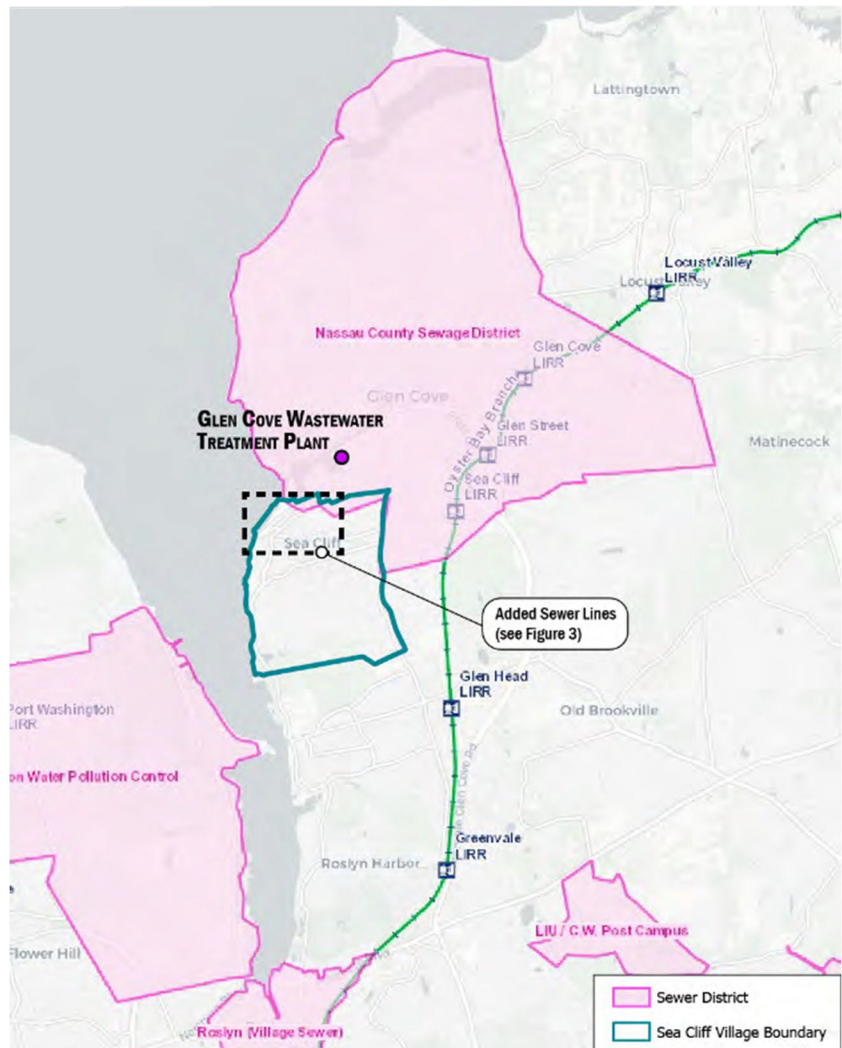 Lattingtown
Locust Valley
LIRR
Locust Valley
Nassau County Sewage District
Glen Cove
LIRR
Glen Cove
GLEN COVE WASTEWATER
TREATMENT PLANT
Oyster Bay Branch
Glen Street
LIRR
Matinecock
Sea Cliff
LIRR
Sea Cliff
Added Sewer Lines
(see Figure 3)
Glen Head
LIRR
Port Washington
LIRR
Old Brookville
on Water Pollution Control
Glen Cove Rd
Greenvale
LIRR
Roslyn Harbor
LIU / C.W. Post Campus
Flower Hill
Sewer District
Roslyn (Village Sewer)
Sea Cliff Village Boundary